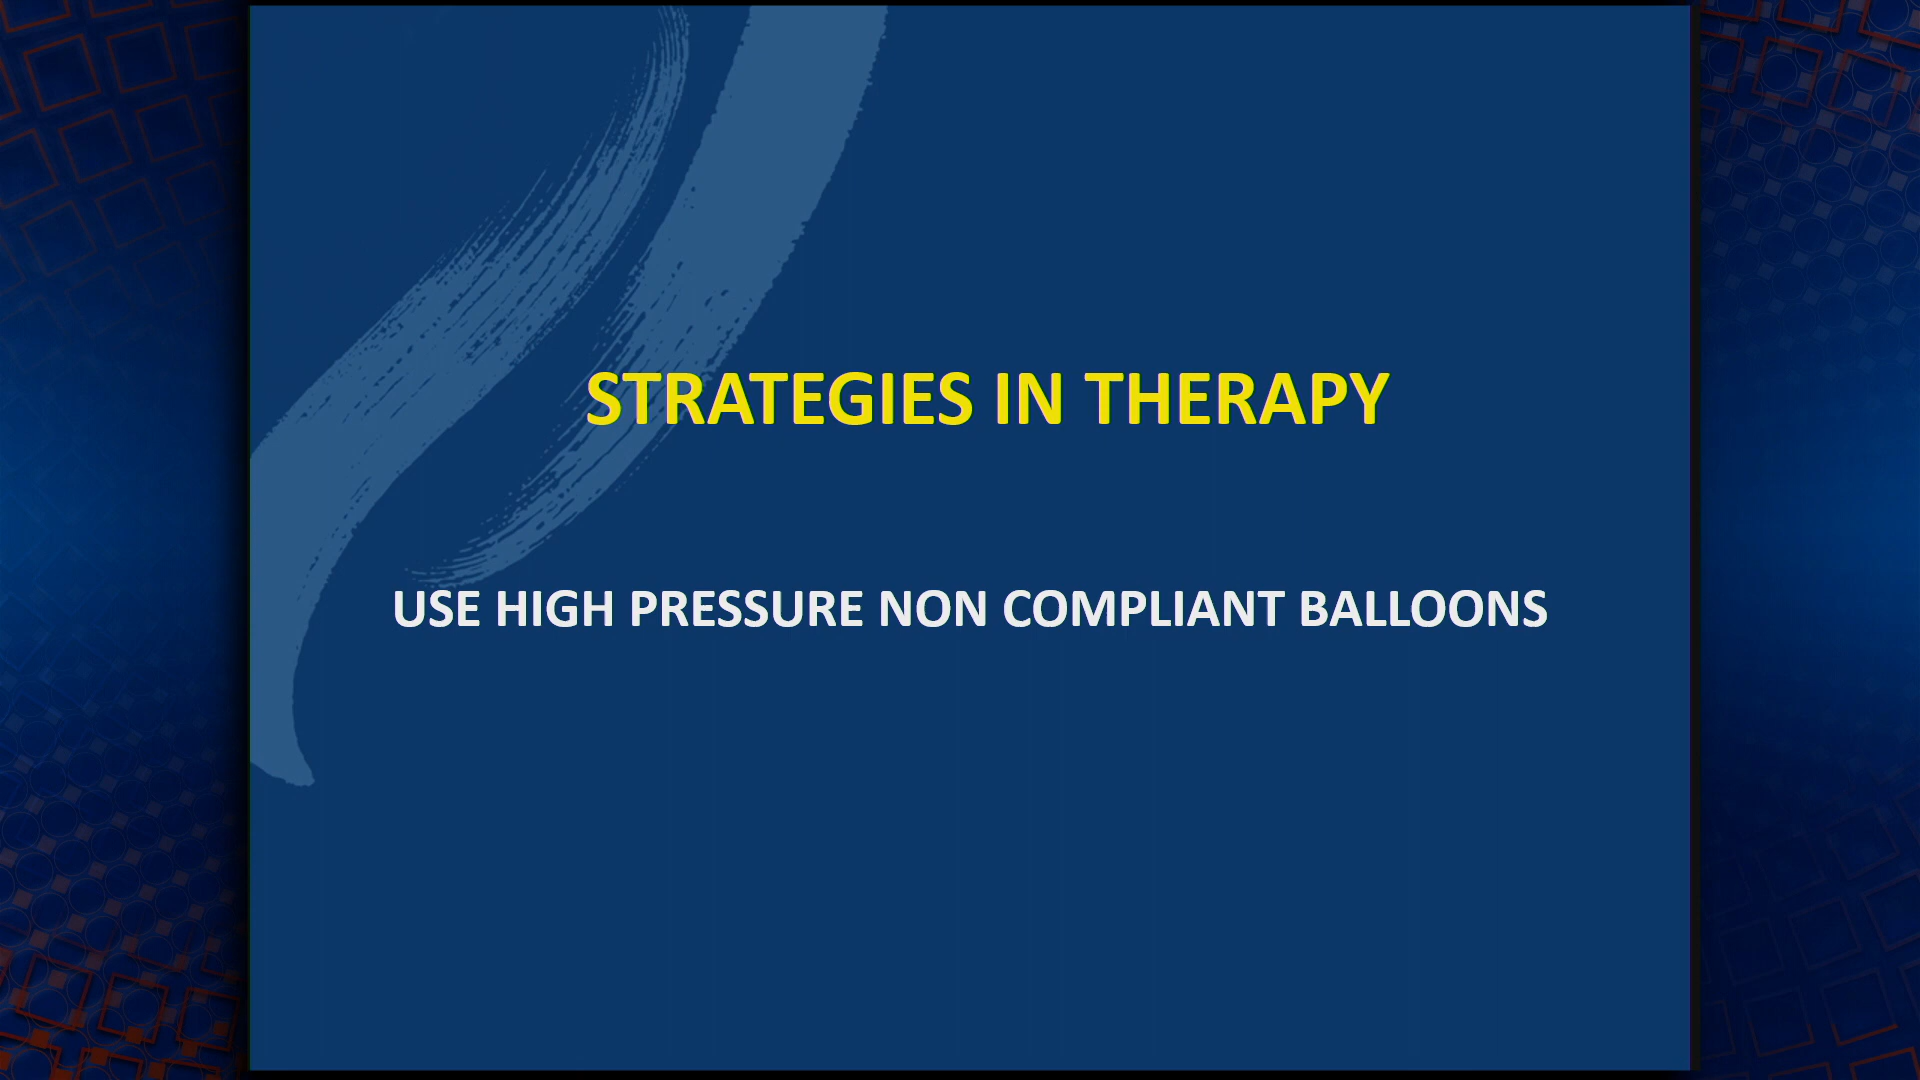 STRATEGIES IN THERAPY
USE HIGH PRESSURE NON COMPLIANT BALLOONS